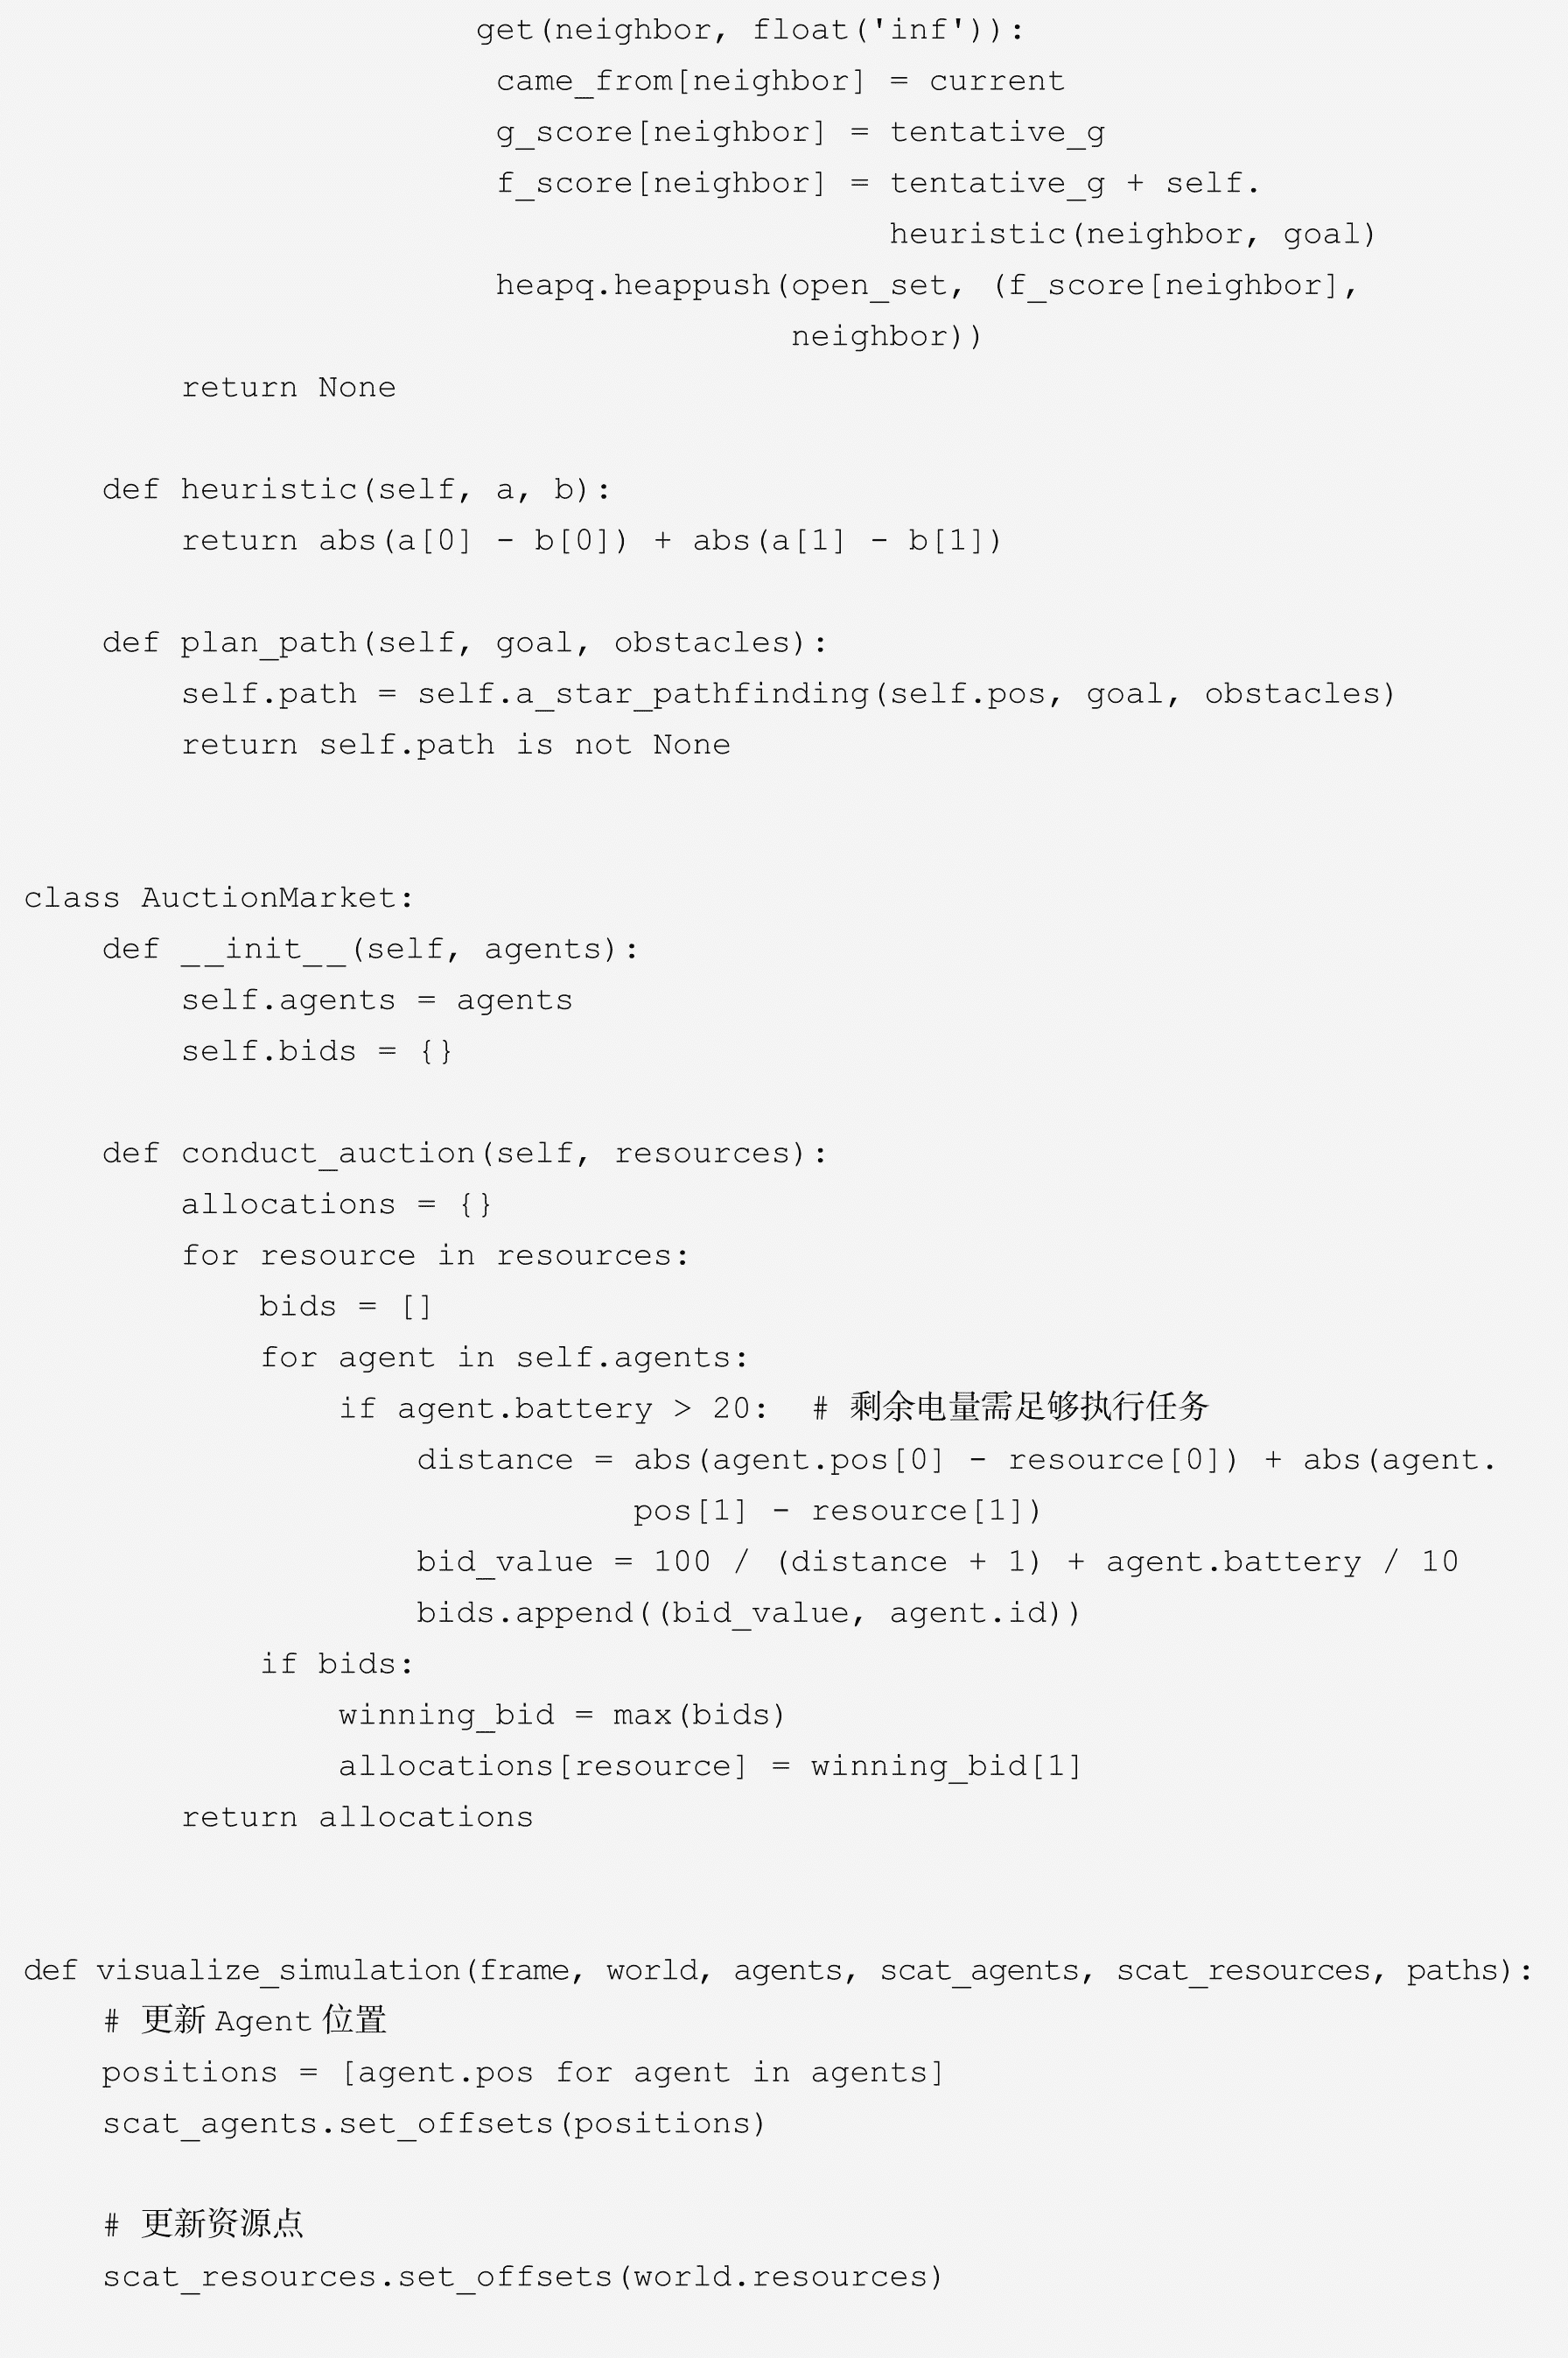 get(neighbor, float('inf')):
came_from[neighbor] = current
g_score[neighbor] = tentative_g
f_score[neighbor] = tentative_g + self.
heuristic(neighbor, goal)
heapq.heappush(open_set, (f_score[neighbor],
neighbor))
return None
def heuristic(self, a, b):
return abs(a[0] - b[0]) + abs(a[1] - b[1])
def plan_path(self, goal, obstacles):
self.path = self.a_star_pathfinding(self.pos, goal, obstacles)
return self.path is not None
class AuctionMarket:
def __init__(self, agents):
self.agents = agents
self.bids = {}
def conduct_auction(self, resources):
allocations = {}
for resource in resources:
bids = []
for agent in self.agents:
if agent.battery > 20:  # 剩余电量需足够执行任务
distance = abs(agent.pos[0] - resource[0]) + abs(agent.
pos[1] - resource[1])
bid_value = 100 / (distance + 1) + agent.battery / 10
bids.append((bid_value, agent.id))
if bids:
winning_bid = max(bids)
allocations[resource] = winning_bid[1]
return allocations
def visualize_simulation(frame, world, agents, scat_agents, scat_resources, paths):
# 更新 Agent 位置
positions = [agent.pos for agent in agents]
scat_agents.set_offsets(positions)
# 更新资源点
scat_resources.set_offsets(world.resources)